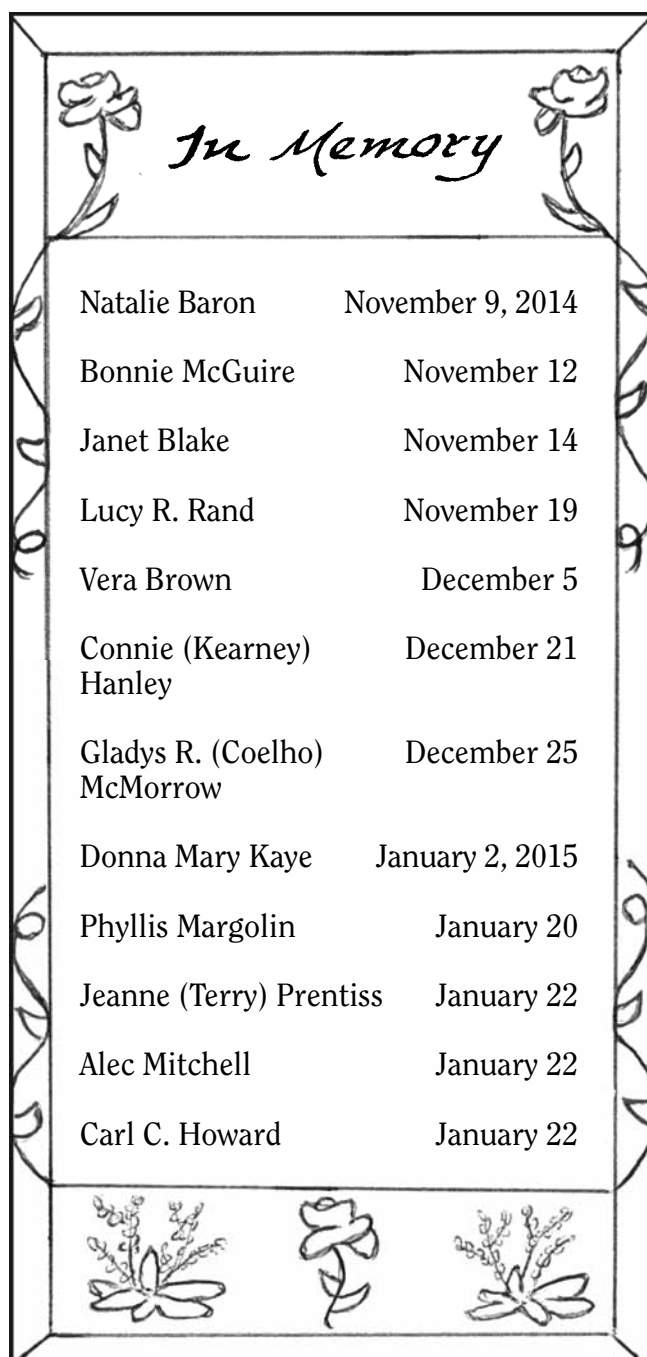 In Memory
Natalie Baron November 9, 2014
Bonnie McGuire November 12
Janet Blake November 14
Lucy R. Rand November 19
Vera Brown December 5
Connie (Kearney) December 21
Hanley
Gladys R. (Coelho) December 25
McMorrow
Donna Mary Kaye January 2, 2015
Phyllis Margolin January 20
Jeanne (Terry) Prentiss January 22
Alec Mitchell January 22
Carl C. Howard January 22